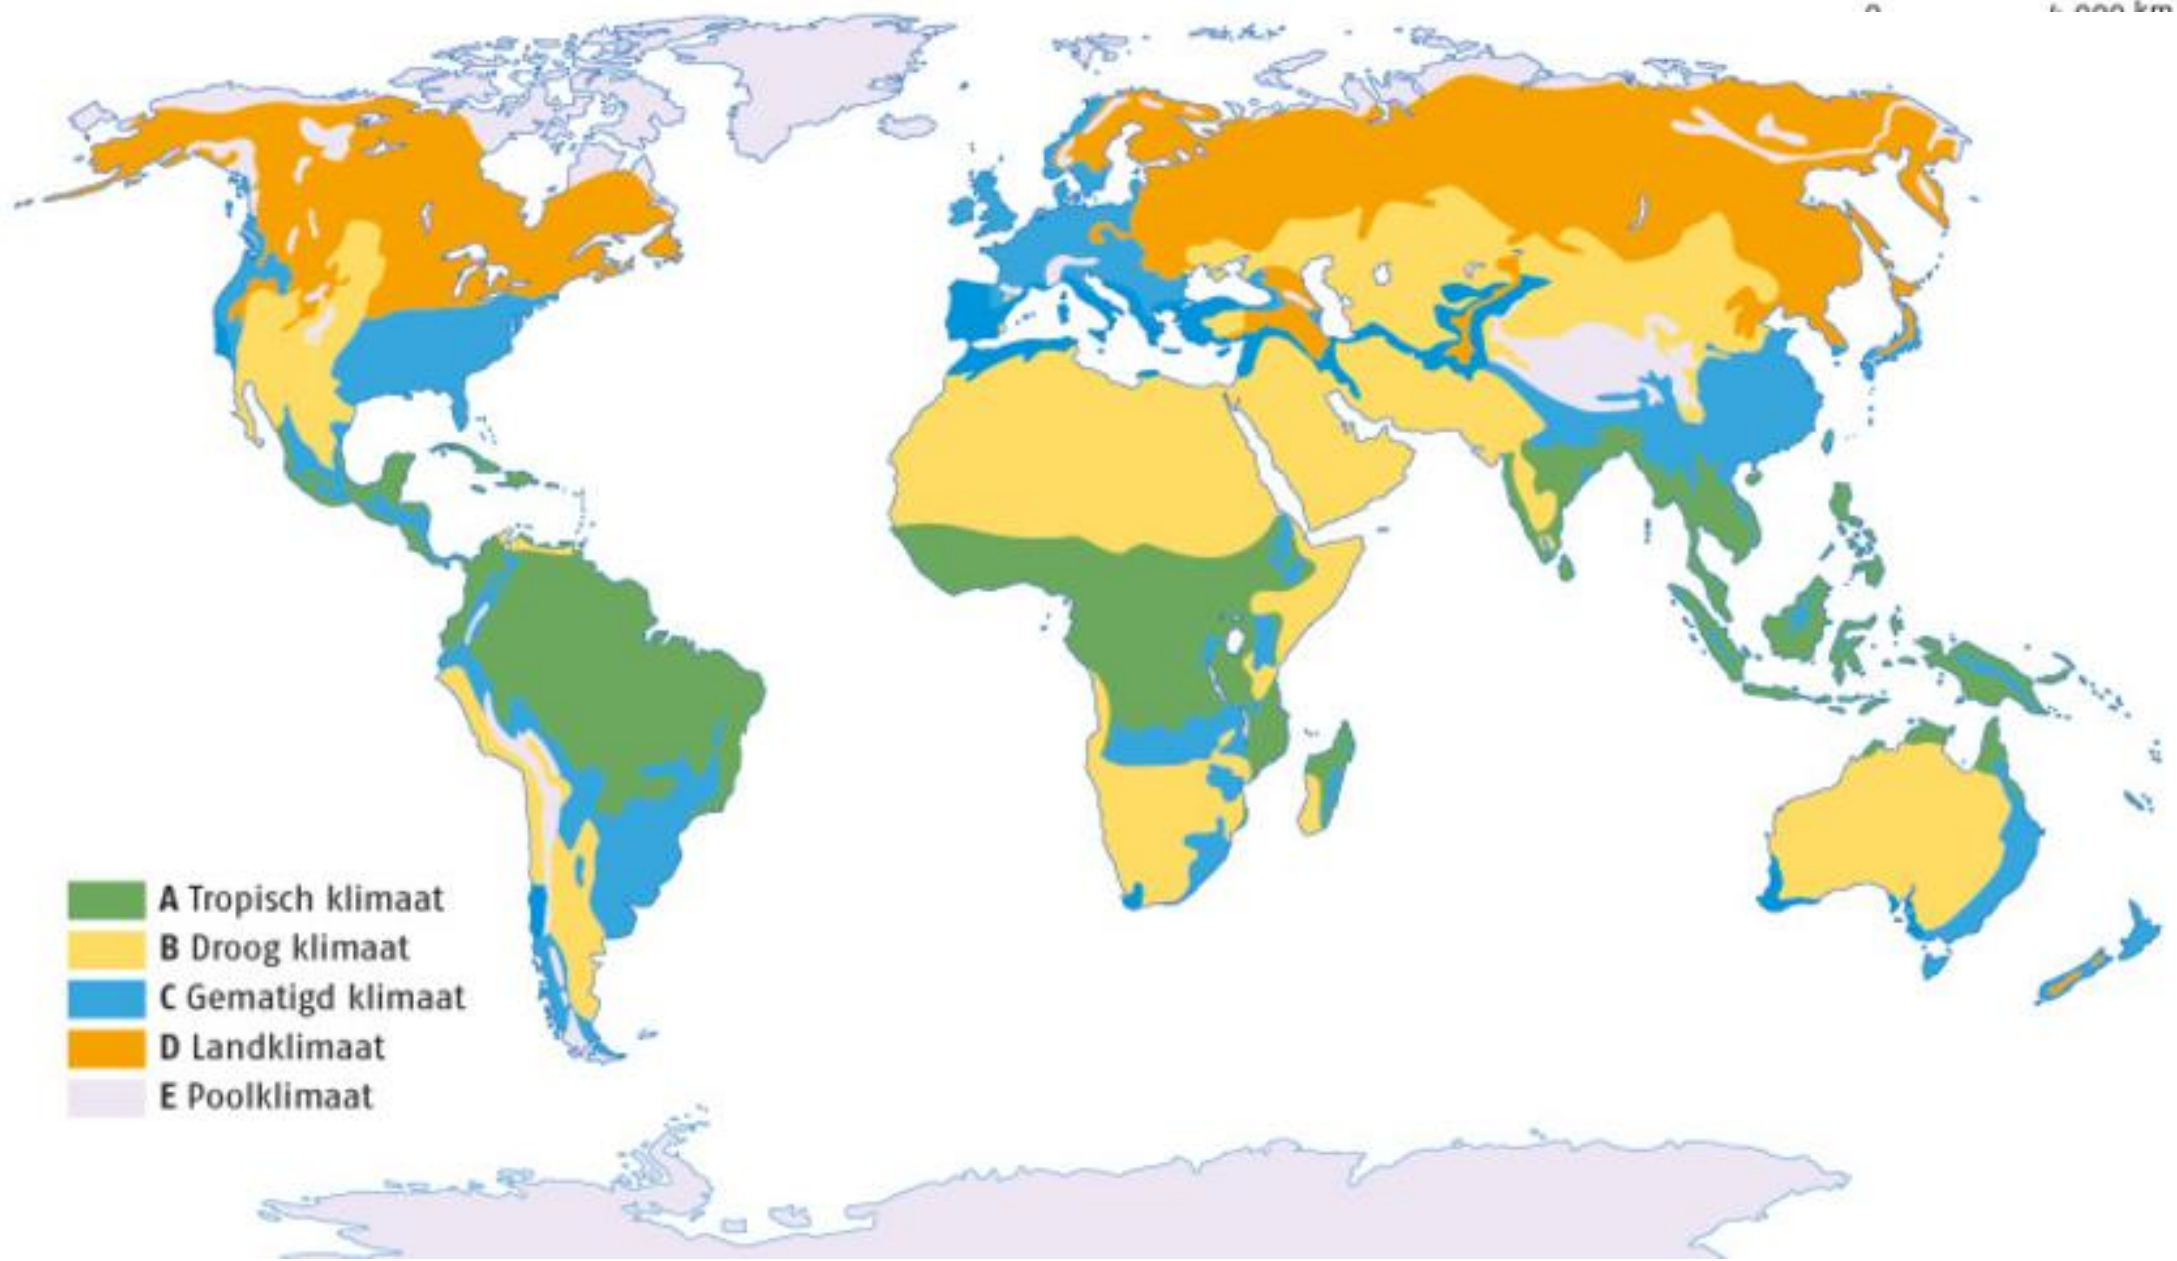 A Tropisch klimaat
B Droog klimaat
C Gematigd klimaat
D Landklimaat
E Poolklimaat